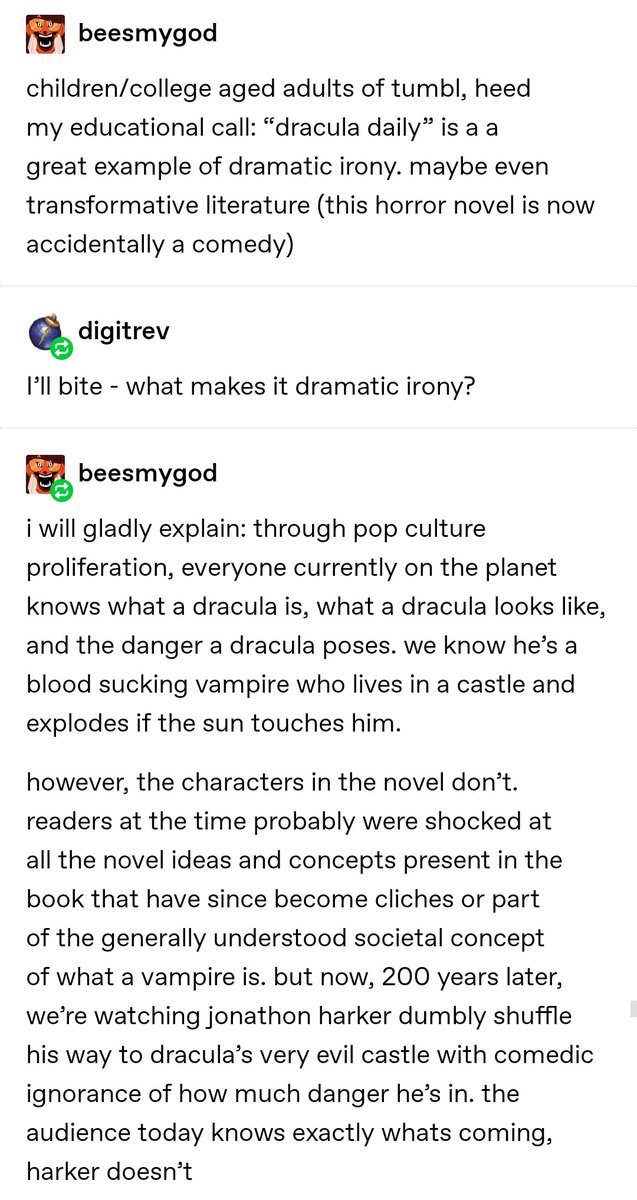 beesmygod
children/college aged adults of tumbl, heed
my educational call: “dracula daily” is a a
great example of dramatic irony. maybe even
transformative literature (this horror novel is now
accidentally a comedy)
digitrev
I’ll bite - what makes it dramatic irony?
beesmygod
i will gladly explain: through pop culture
proliferation, everyone currently on the planet
knows what a dracula is, what a dracula looks like,
and the danger a dracula poses. we know he’s a
blood sucking vampire who lives in a castle and
explodes if the sun touches him.
however, the characters in the novel don’t.
readers at the time probably were shocked at
all the novel ideas and concepts present in the
book that have since become cliches or part
of the generally understood societal concept
of what a vampire is. but now, 200 years later,
we’re watching jonathon harker dumbly shuffle
his way to dracula’s very evil castle with comedic
ignorance of how much danger he’s in. the
audience today knows exactly whats coming,
harker doesn’t